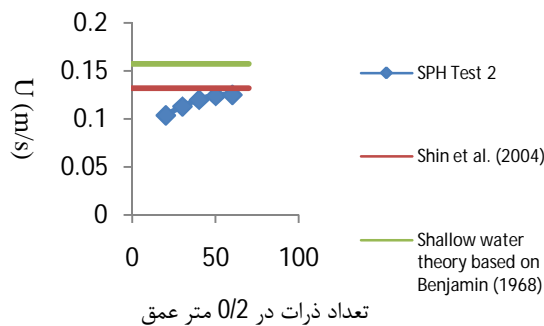 0.2
0.15
0.1
0.05
0
0
50
100
U (m/s)
تعداد ذرات در 0/2 متر عمق
SPH Test 2
Shin et al. (2004)
Shallow water
theory based on
Benjamin (1968)